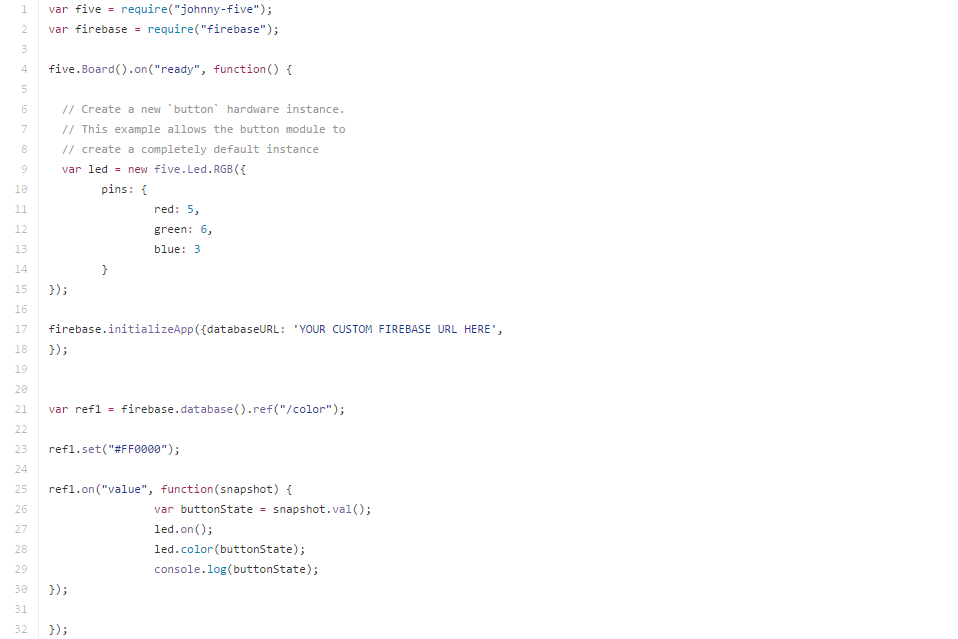 1 var five = require("johnny-five");
2 var firebase = require("firebase");
3
4 five.Board().on("ready", function() {
5
6   // Create a new `button` hardware instance.
7   // This example allows the button module to
8   // create a completely default instance
9   var led = new five.Led.RGB({
10         pins: {
11                 red: 5,
12                 green: 6,
13                 blue: 3
14         }
15 });
16
17 firebase.initializeApp({databaseURL: 'YOUR CUSTOM FIREBASE URL HERE',
18 });
19
20
21 var ref1 = firebase.database().ref("/color");
22
23 ref1.set("#FF0000");
24
25 ref1.on("value", function(snapshot) {
26                 var buttonState = snapshot.val();
27                 led.on();
28                 led.color(buttonState);
29                 console.log(buttonState);
30 });
31
32 });